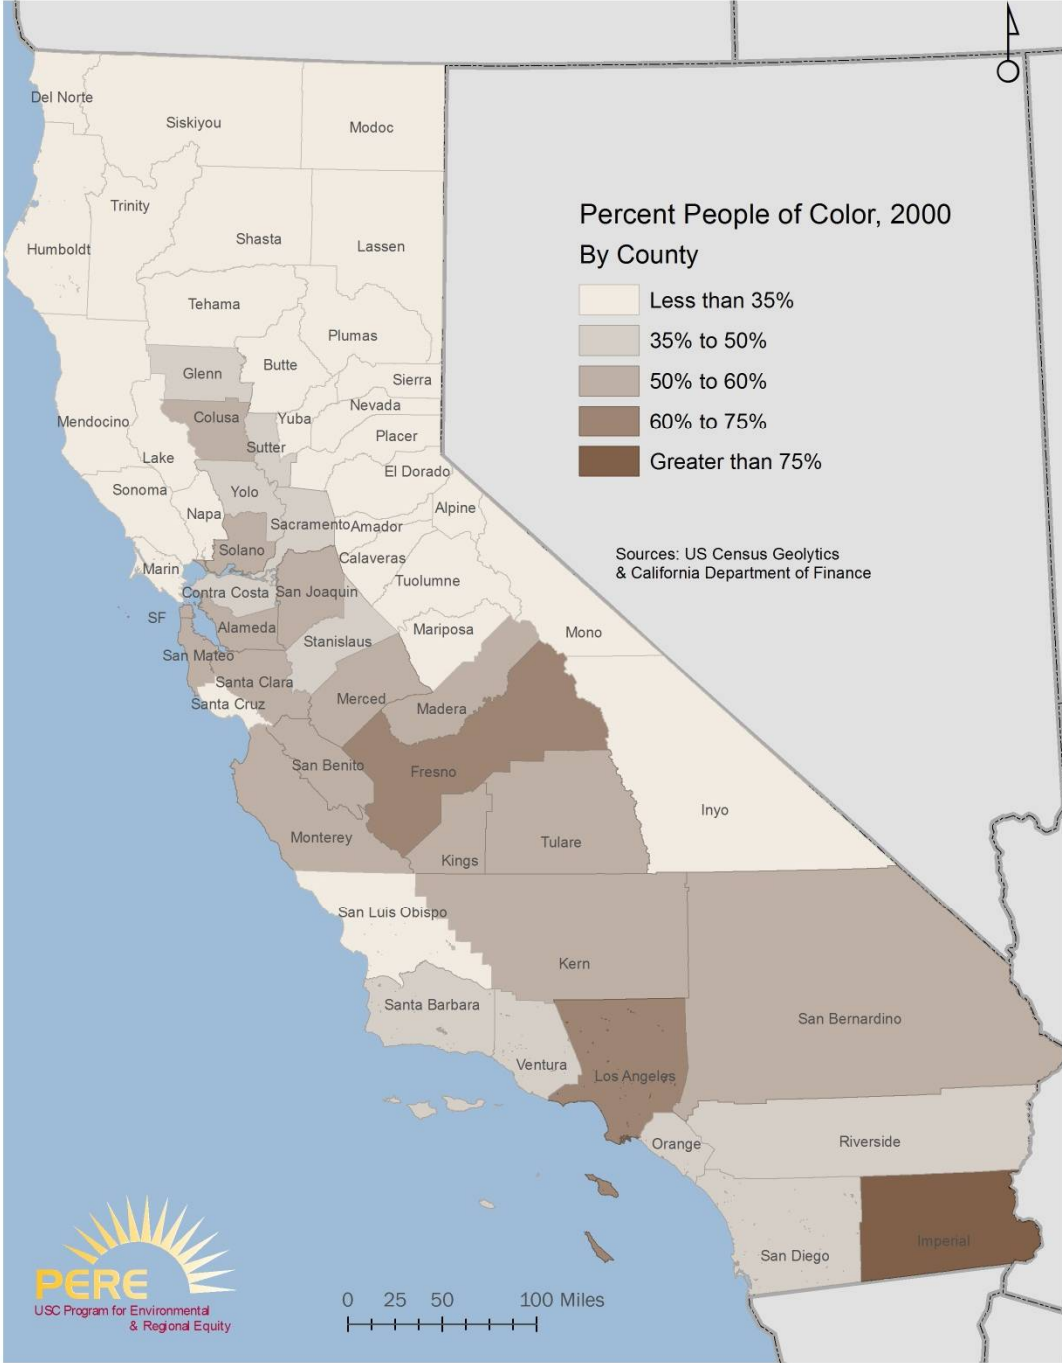 Del Norte
Siskiyou
Modoc
Trinity
Humboldt
Shasta
Lassen
Percent People of Color, 2000
By County
Less than 35%
35% to 50%
50% to 60%
60% to 75%
Greater than 75%
Tehama
Plumas
Butte
Glenn
Sierra
Nevada
Mendocino
Colusa
Yuba
Placer
Sutter
Lake
El Dorado
Sonoma
Yolo
Napa
Alpine
Sacramento
Amador
Solano
Calaveras
Sources: US Census Geolytics
& California Department of Finance
Marin
Tuolumne
Contra Costa
San Joaquin
SF
Alameda
Mariposa
Mono
Stanislaus
San Mateo
Santa Clara
Merced
Santa Cruz
Madera
San Benito
Fresno
Inyo
Monterey
Tulare
Kings
San Luis Obispo
Kern
Santa Barbara
San Bernardino
Ventura
Los Angeles
Orange
Riverside
Imperial
San Diego
PERE
USC Program for Environmental
& Regional Equity
0 25 50 100 Miles